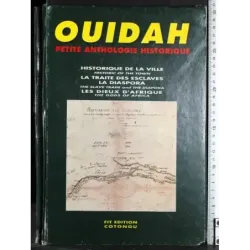 OUIDAH
PETITE ANTHOLOGIE HISTORIQUE
HISTORIQUE DE LA VILLE
HISTORY OF THE TOWN
LA TRAITE DES ESCLAVES
LA DIASPORA
THE SLAVE TRADE AND THE DIASPORA
LES DIEUX D'AFRIQUE
THE GODS OF AFRICA
FIT EDITION
COTONOU